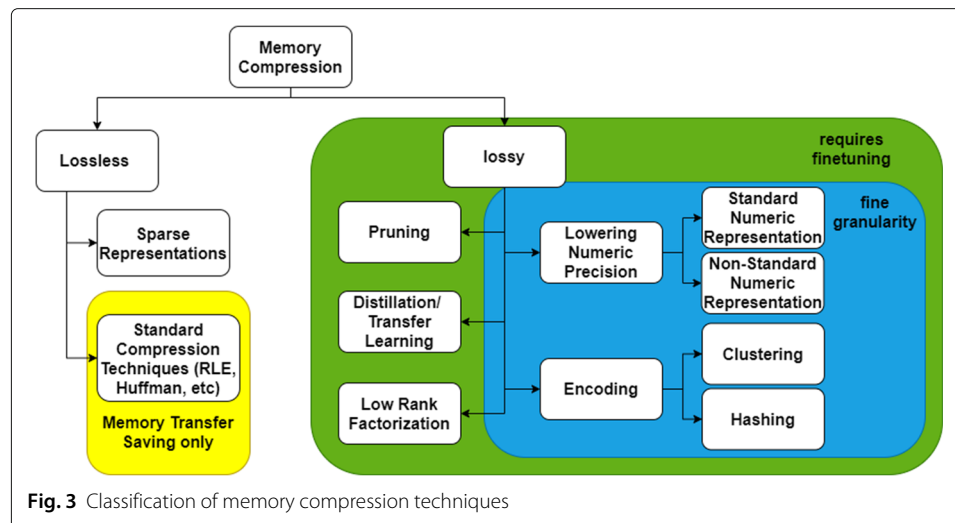 Memory
Compression
Lossless
lossy
requires
finetuning
Sparse
Representations
Standard
Compression
Techniques (RLE,
Huffman, etc)
Memory Transfer
Saving only
Pruning
Distillation/
Transfer
Learning
Low Rank
Factorization
fine
granularity
Lowering
Numeric
Precision
Standard
Numeric
Representation
Non-Standard
Numeric
Representation
Encoding
Clustering
Hashing
Fig. 3 Classification of memory compression techniques